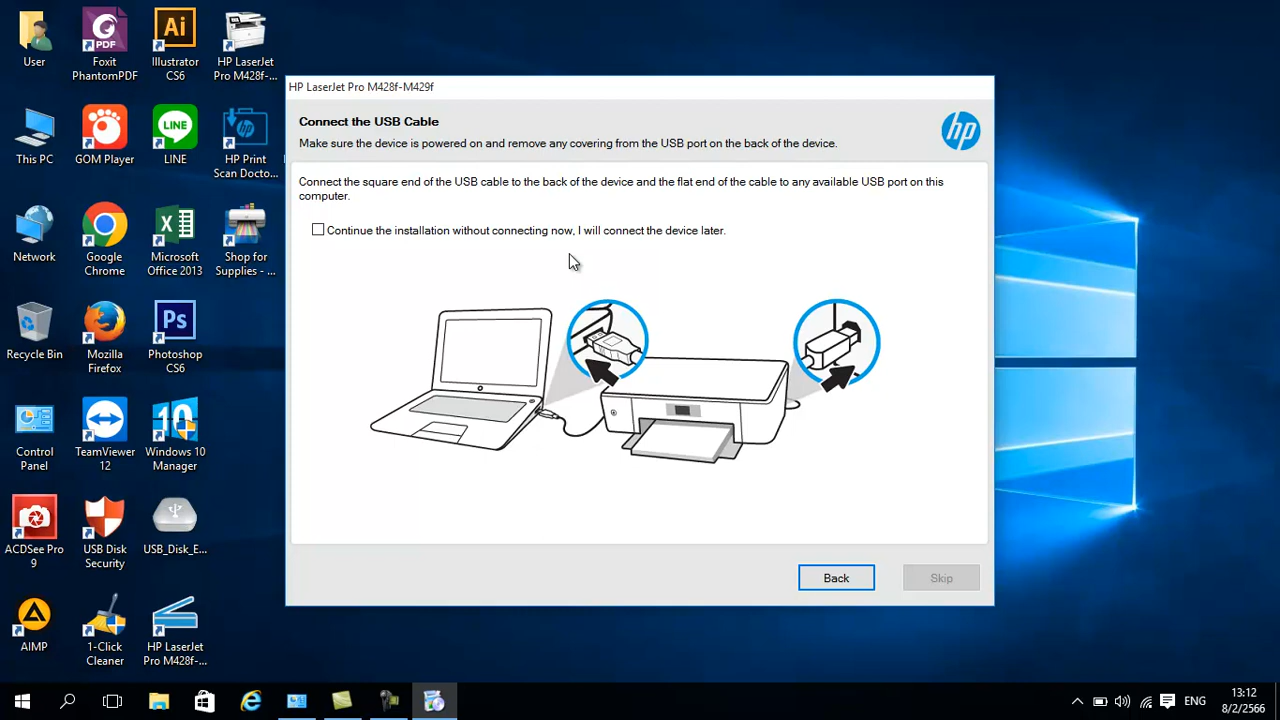 User
Foxit
PhantomPDF
Ai
Illustrator
CS6
HP LaserJet
Pro M428f-...
This PC
GOM Player
LINE
LINE
HP Print
Scan Docto...
Network
Google
Chrome
Microsoft
Office 2013
Shop for
Supplies - ...
Recycle Bin
Mozilla
Firefox
Ps
Photoshop
CS6
Control
Panel
TeamViewer
12
10
Windows 10
Manager
ACDSee Pro
9
USB Disk
Security
USB_Disk_E...
AIMP
1-Click
Cleaner
HP LaserJet
Pro M428f-...
HP LaserJet Pro M428f-M429f
Connect the USB Cable
Make sure the device is powered on and remove any covering from the USB port on the back of the device.
hp
Connect the square end of the USB cable to the back of the device and the flat end of the cable to any available USB port on this
computer.
Continue the installation without connecting now, I will connect the device later.
Back
Skip
ENG
13:12
8/2/2566